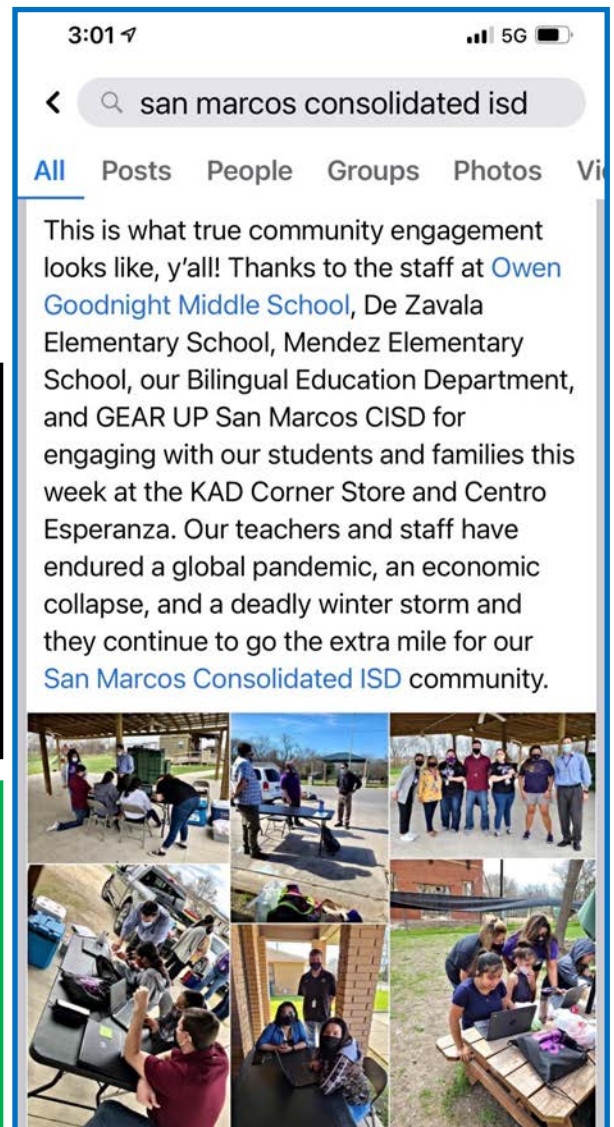 3:01
5G
san marcos consolidated isd
All Posts People Groups Photos Vi
This is what true community engagement
looks like, y'all! Thanks to the staff at Owen
Goodnight Middle School, De Zavala
Elementary School, Mendez Elementary
School, our Bilingual Education Department,
and GEAR UP San Marcos CISD for
engaging with our students and families this
week at the KAD Corner Store and Centro
Esperanza. Our teachers and staff have
endured a global pandemic, an economic
collapse, and a deadly winter storm and
they continue to go the extra mile for our
San Marcos Consolidated ISD community.